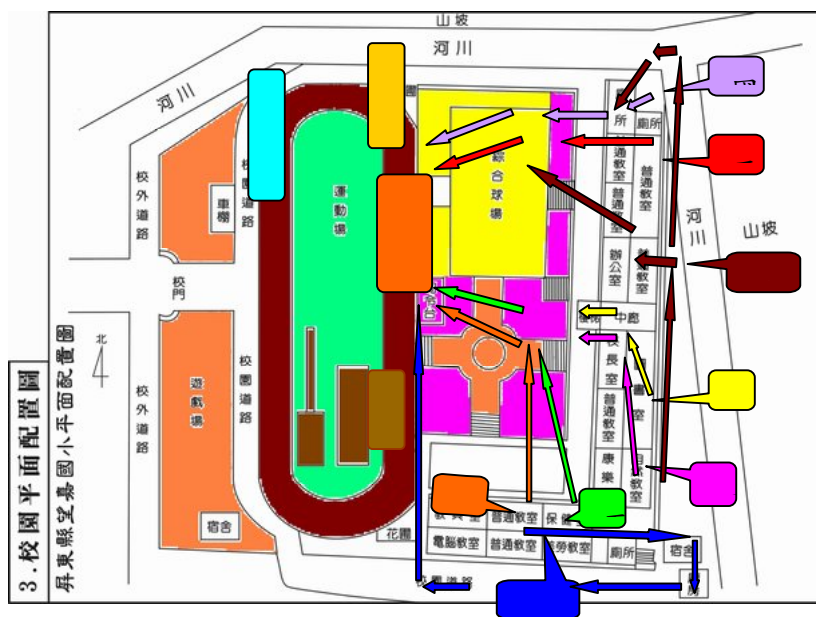 3.校園平面配置圖
屏東縣望嘉國小平面配置圖
北
山坡
河川
河川
河川
山坡
校外道路
校園道路
車棚
校門
校外道路
校園道路
遊戲場
宿舍
運動場
圃
綜合球場
所
廁所
普通教室
普通教室
普通教室
辦公室
普通教室
中廊
校長室
書室
普通教室
康樂
教室
普通教室
保健
花圃
電腦教室
普通教室
勞教室
廁所
宿舍
校園道路